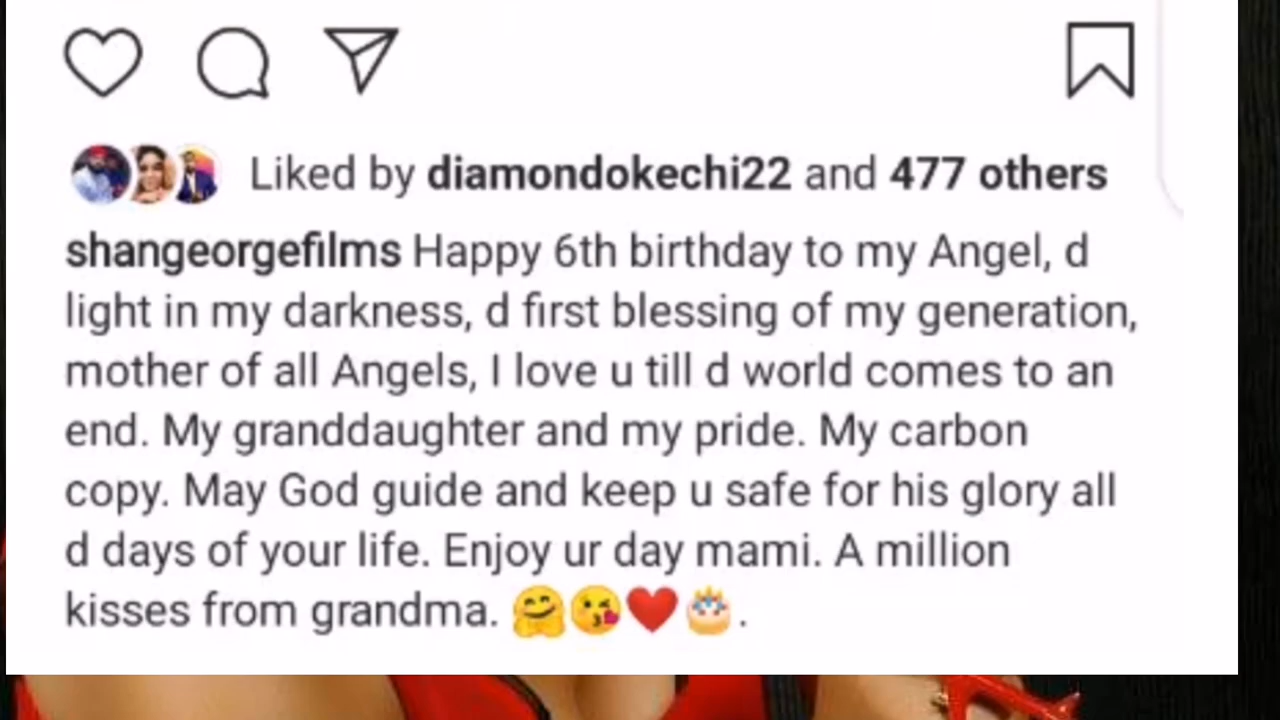 Liked by diamondokechi22 and 477 others
shangeorgefilms Happy 6th birthday to my Angel, d
light in my darkness, d first blessing of my generation,
mother of all Angels, I love u till d world comes to an
end. My granddaughter and my pride. My carbon
copy. May God guide and keep u safe for his glory all
d days of your life. Enjoy ur day mami. A million
kisses from grandma. 🤗😘❤️🎂.